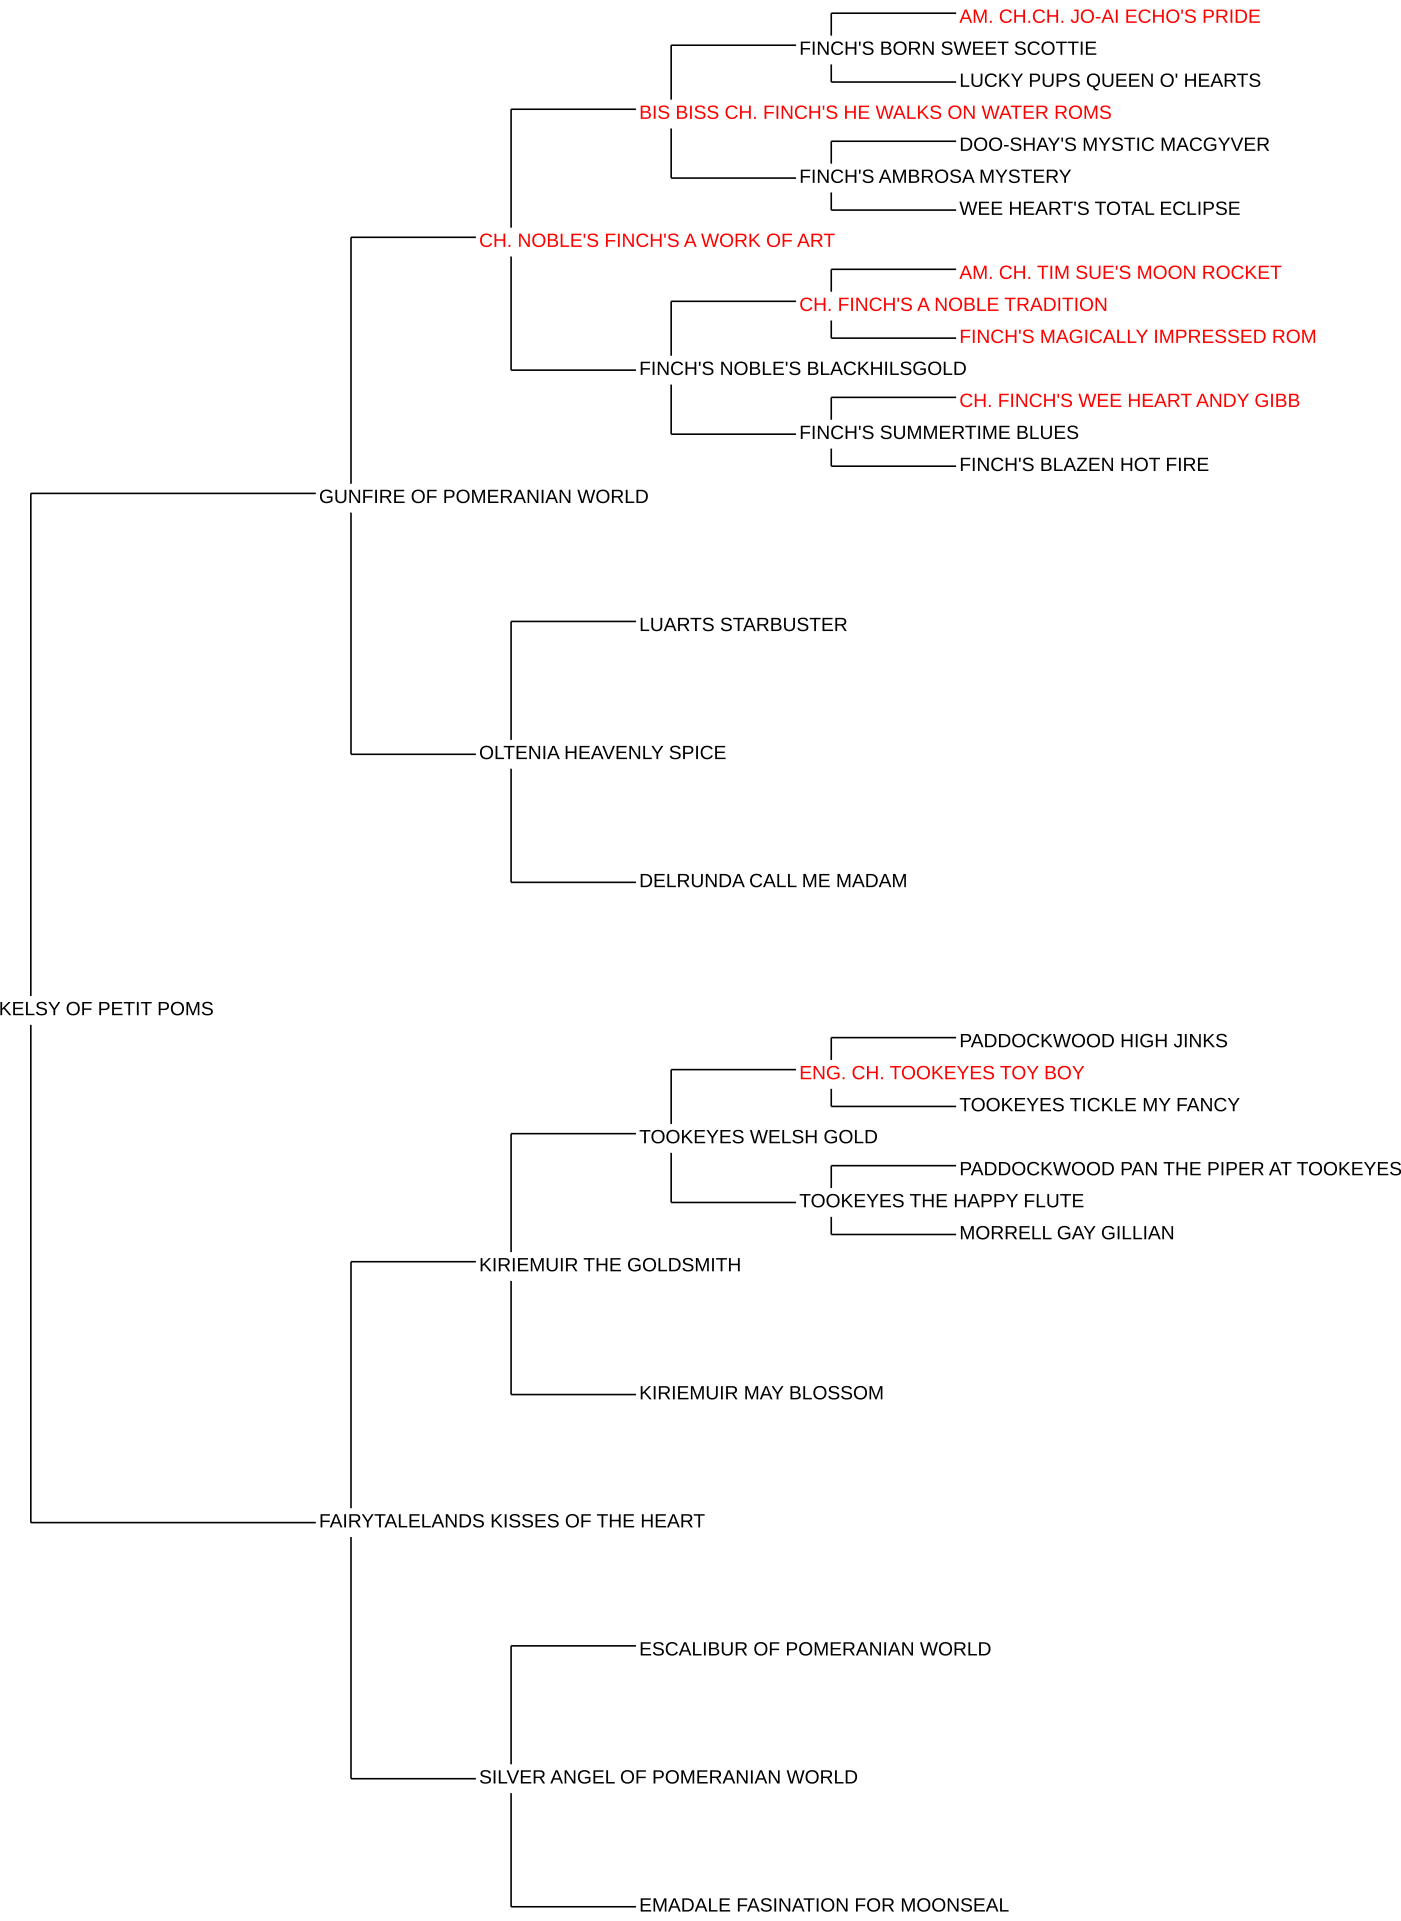 AM. CH.CH. JO-AI ECHO'S PRIDE
FINCH'S BORN SWEET SCOTTIE
LUCKY PUPS QUEEN O' HEARTS
BIS BISS CH. FINCH'S HE WALKS ON WATER ROMS
DOO-SHAY'S MYSTIC MACGYVER
FINCH'S AMBROSA MYSTERY
WEE HEART'S TOTAL ECLIPSE
CH. NOBLE'S FINCH'S A WORK OF ART
AM. CH. TIM SUE'S MOON ROCKET
CH. FINCH'S A NOBLE TRADITION
FINCH'S MAGICALLY IMPRESSED ROM
FINCH'S NOBLE'S BLACKHILSGOLD
CH. FINCH'S WEE HEART ANDY GIBB
FINCH'S SUMMERTIME BLUES
FINCH'S BLAZEN HOT FIRE
GUNFIRE OF POMERANIAN WORLD
LUARTS STARBUSTER
OLTENIA HEAVENLY SPICE
DELRUNDA CALL ME MADAM
KELSY OF PETIT POMS
PADDOCKWOOD HIGH JINKS
ENG. CH. TOOKEYES TOY BOY
TOOKEYES TICKLE MY FANCY
TOOKEYES WELSH GOLD
PADDOCKWOOD PAN THE PIPER AT TOOKEYES
TOOKEYES THE HAPPY FLUTE
MORRELL GAY GILLIAN
KIRIEMUIR THE GOLDSMITH
KIRIEMUIR MAY BLOSSOM
FAIRYTALELANDS KISSES OF THE HEART
ESCALIBUR OF POMERANIAN WORLD
SILVER ANGEL OF POMERANIAN WORLD
EMADALE FASINATION FOR MOONSEAL